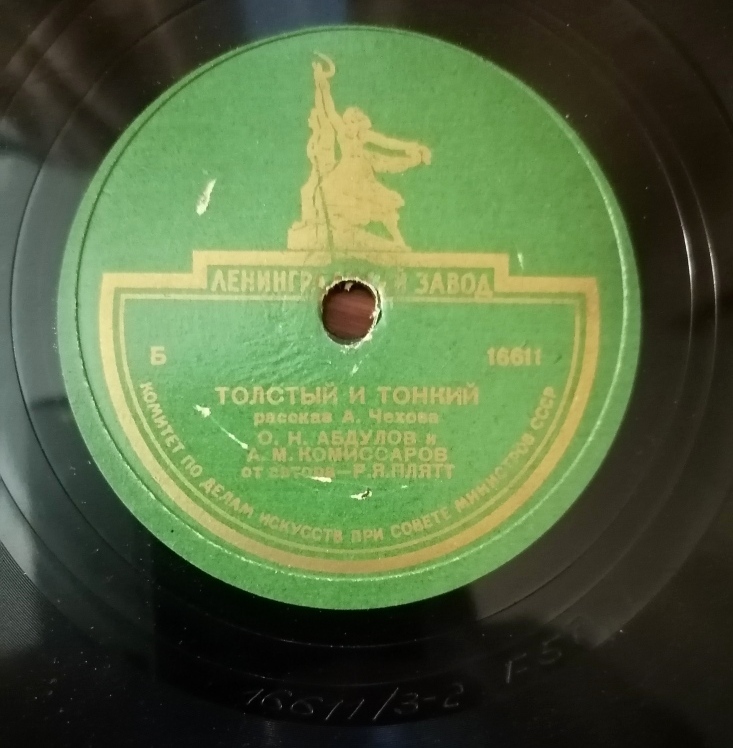 ЛЕНИНГРАДСКИЙ ЗАВОД
Б 16611
ТОЛСТЫЙ И ТОНКИЙ
рассказ А. Чехова
О. Н. АБДУЛОВ и
А. М. КОМИССАРОВ
от автора—Р.Я.ПЛЯТТ
КОМИТЕТ ПО ДЕЛАМ ИСКУССТВ ПРИ СОВЕТЕ МИНИСТРОВ СССР
16611/3-2